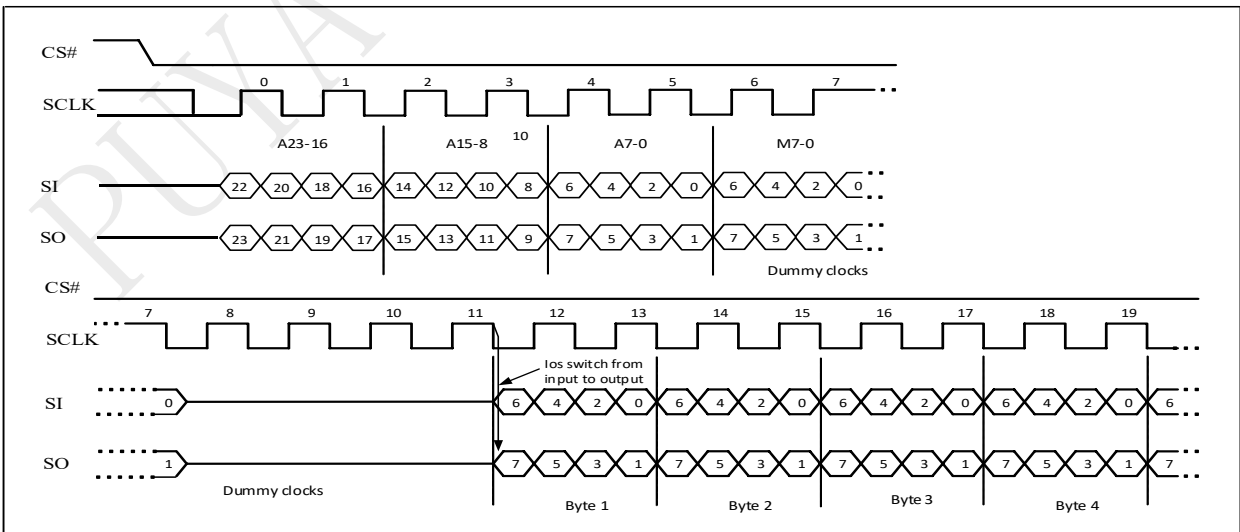 PUYA
CS#
0 1 2 3 4 5 6 7
SCLK
10
A23-16 A15-8 A7-0 M7-0
SI 22 20 18 16 14 12 10 8 6 4 2 0 6 4 2 0
SO 23 21 19 17 15 13 11 9 7 5 3 1 7 5 3 1
Dummy clocks
CS#
7 8 9 10 11 12 13 14 15 16 17 18 19
SCLK
Ios switch from
input to output
SI 0 6 4 2 0 6 4 2 0 6 4 2 0 6 4 2 0 6
SO 1 7 5 3 1 7 5 3 1 7 5 3 1 7 5 3 1 7
Dummy clocks
Byte 1 Byte 2 Byte 3 Byte 4